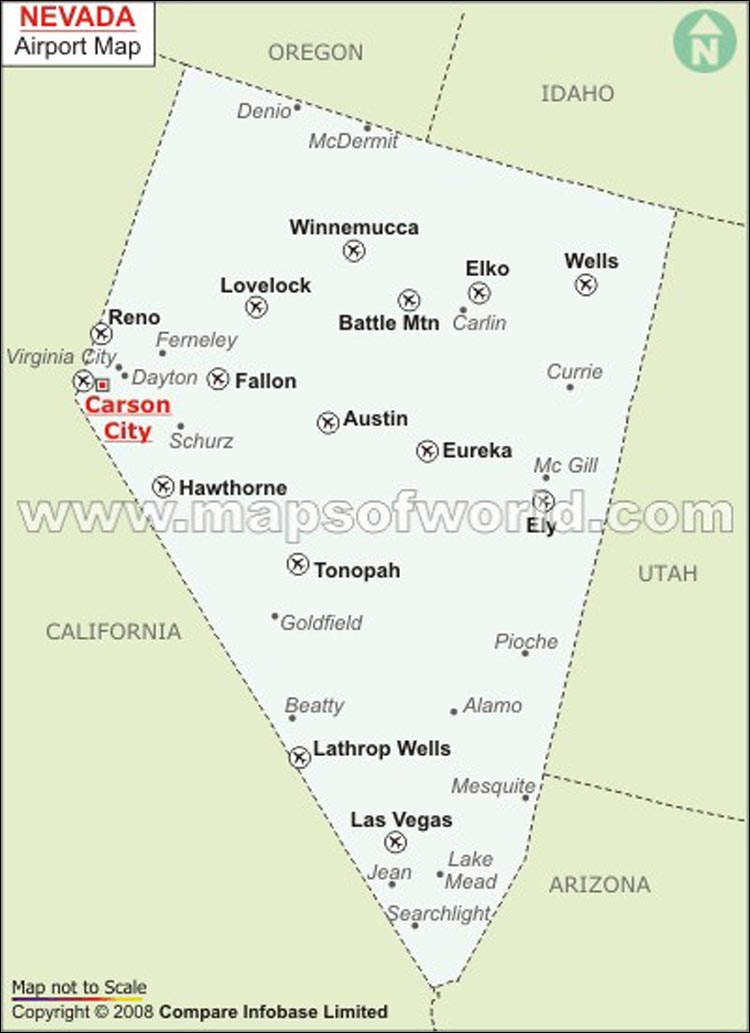 NEVADA
Airport Map
N
OREGON
IDAHO
Denio
McDermit
Winnemucca
Elko
Wells
Lovelock
Battle Mtn
Carlin
Reno
Ferneley
Virginia City
Dayton
Fallon
Currie
Carson
City
Austin
Schurz
Eureka
Mc Gill
Hawthorne
www.mapsofworld.com
Ely
Tonopah
UTAH
CALIFORNIA
Goldfield
Pioche
Beatty
Alamo
Lathrop Wells
Mesquite
Las Vegas
Jean
Lake
Mead
ARIZONA
Searchlight
Map not to Scale
Copyright © 2008 Compare Infobase Limited